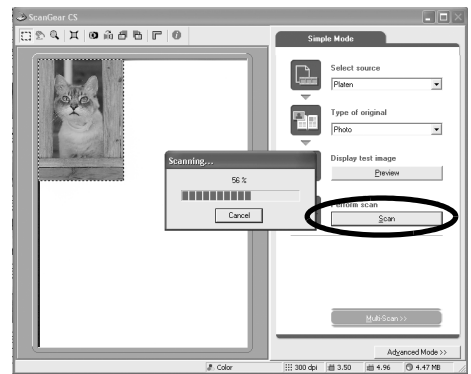 ScanGear CS
Simple Mode
Select source
Platen
Type of original
Photo
Display test image
Preview
Perform scan
Scan
Scanning...
56 %
Cancel
Multi-Scan >>
Advanced Mode >>
Color
300 dpi
3.50
4.96
4.47 MB